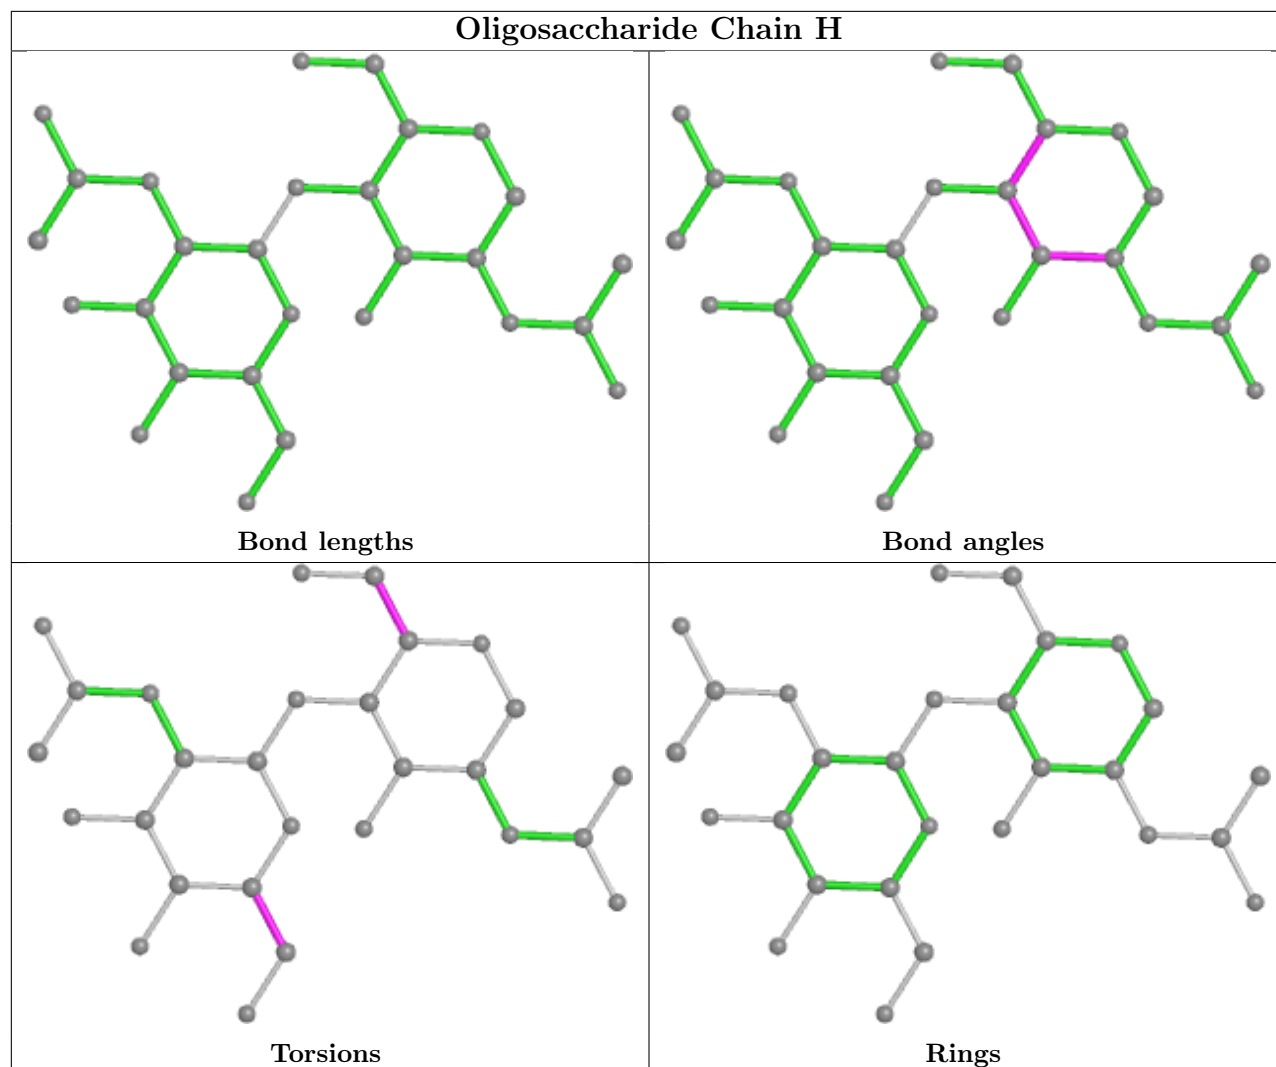 Oligosaccharide Chain H
Bond lengths
Bond angles
Torsions
Rings